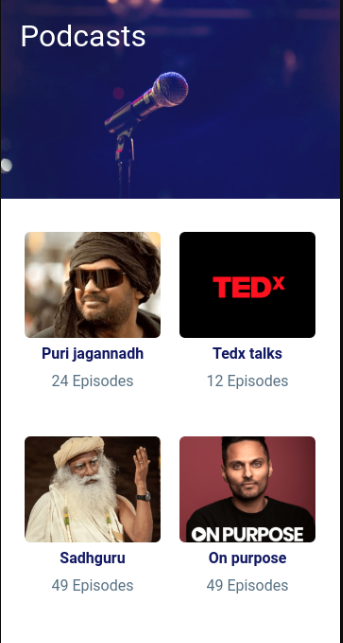 Podcasts
TEDx
Puri jagannadh
Tedx talks
24 Episodes
12 Episodes
ON PURPOSE
Sadhguru
On purpose
49 Episodes
49 Episodes